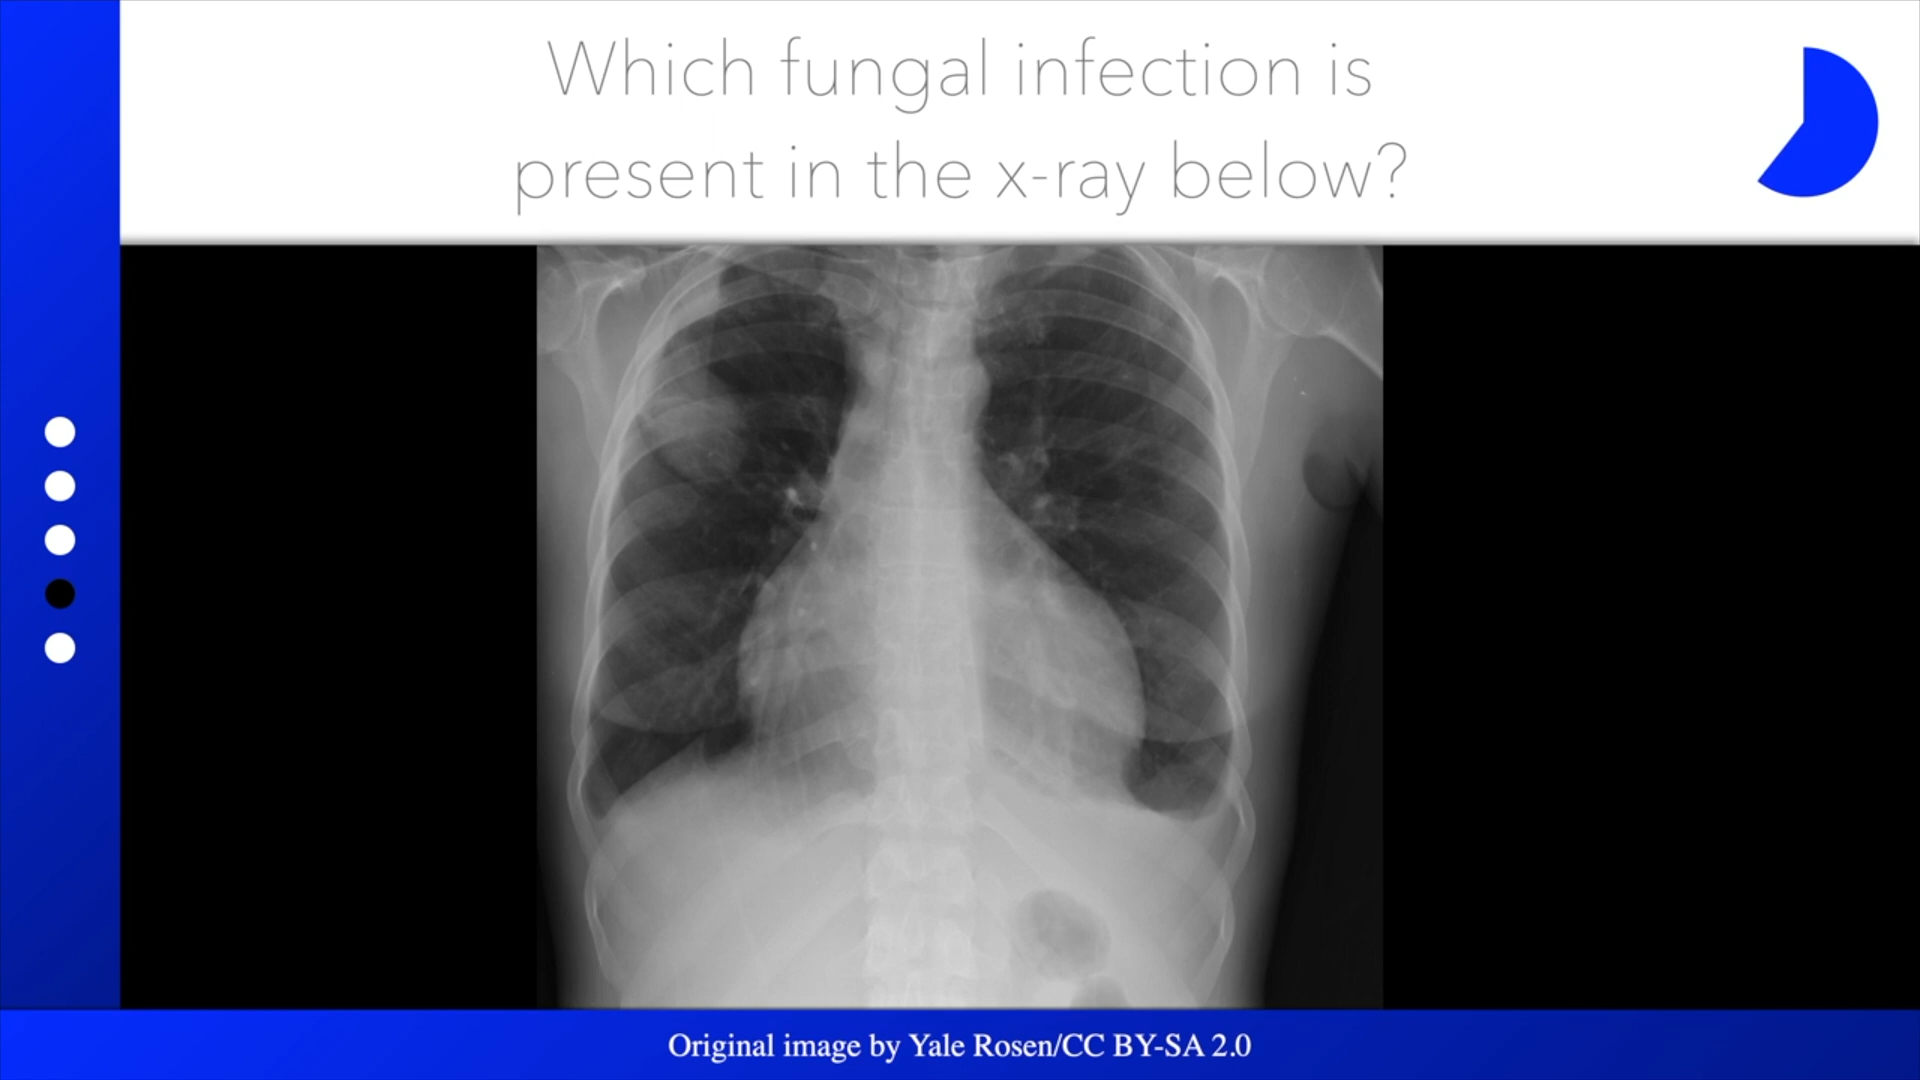 Which fungal infection is
present in the x-ray below?
Original image by Yale Rosen/CC BY-SA 2.0